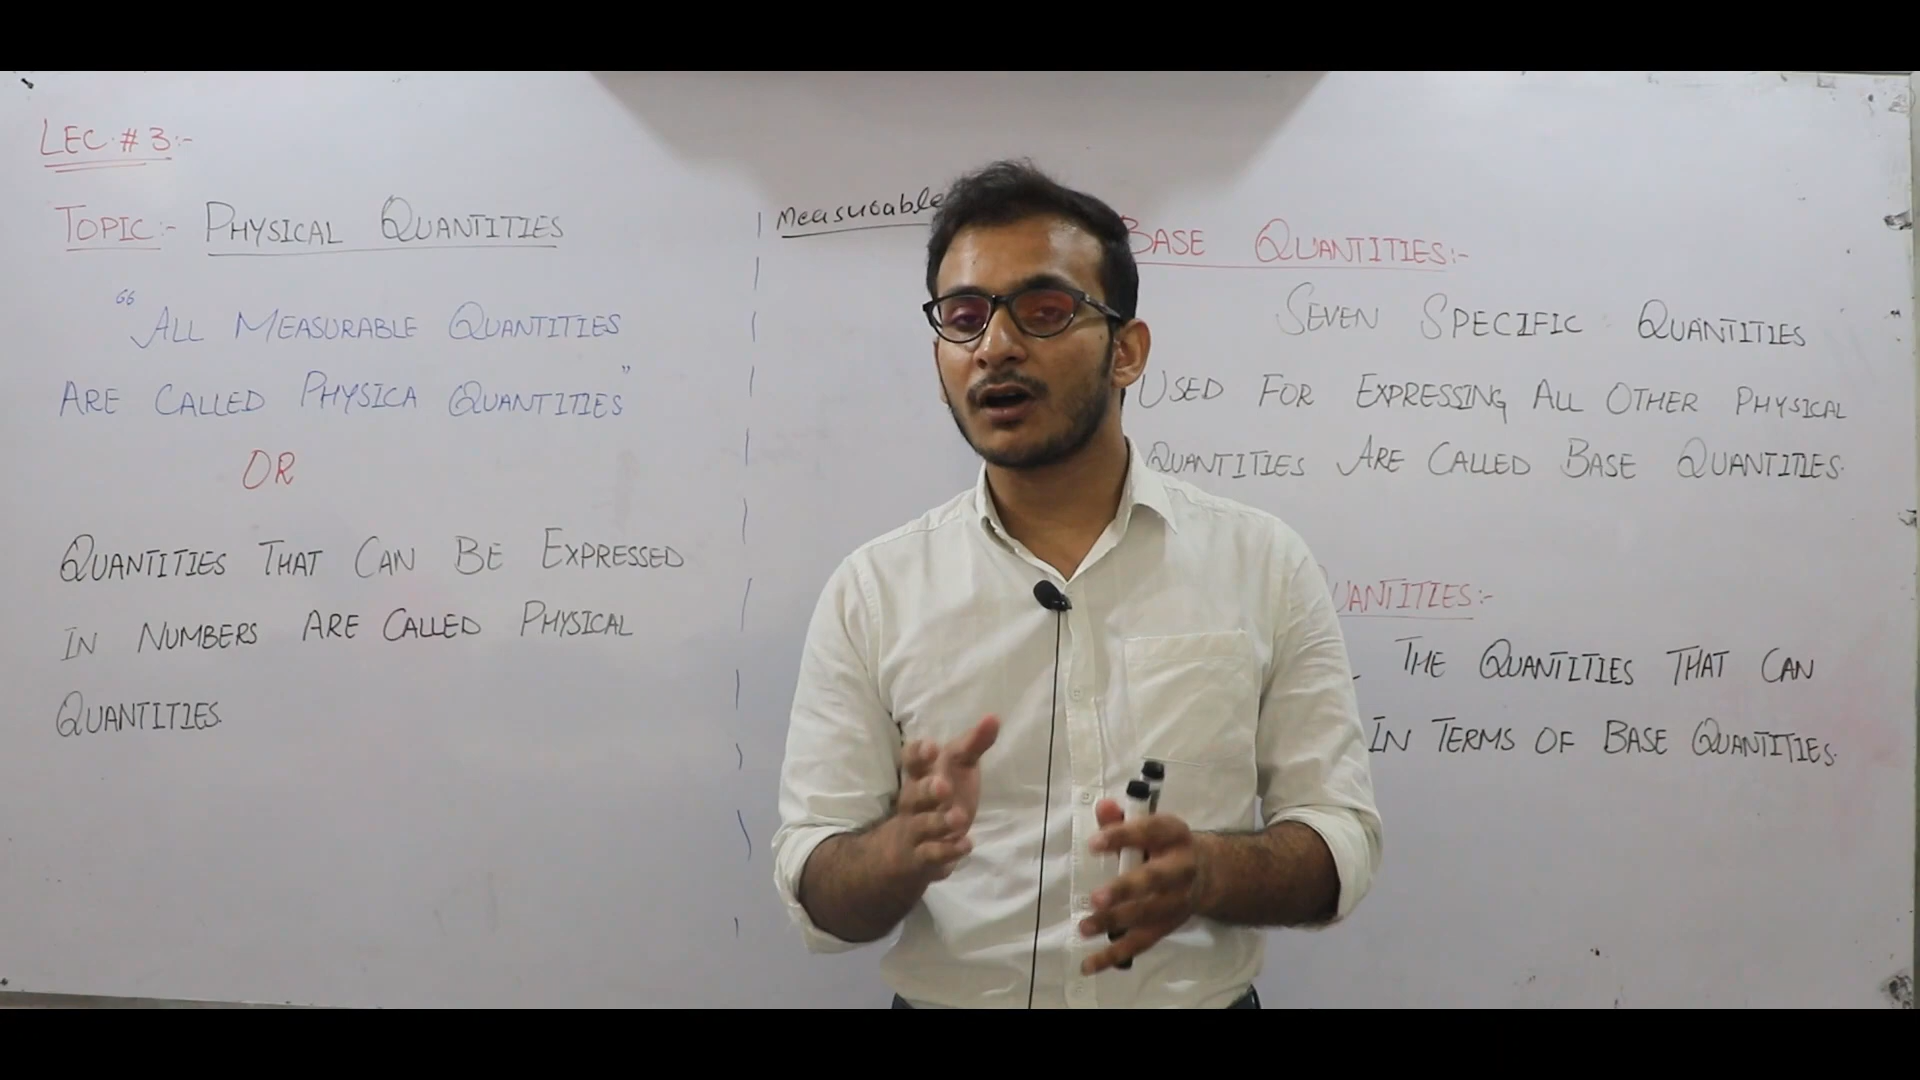 LEC # 3:-
TOPIC:- PHYSICAL QUANTITIES
“ALL MEASURABLE QUANTITIES
ARE CALLED PHYSICA QUANTITIES”
OR
QUANTITIES THAT CAN BE EXPRESSED
IN NUMBERS ARE CALLED PHYSICAL
QUANTITIES.
Measurable
BASE QUANTITIES:-
SEVEN SPECIFIC QUANTITIES
USED FOR EXPRESSING ALL OTHER PHYSICAL
QUANTITIES ARE CALLED BASE QUANTITIES.
UANTITIES:-
THE QUANTITIES THAT CAN
IN TERMS OF BASE QUANTITIES.